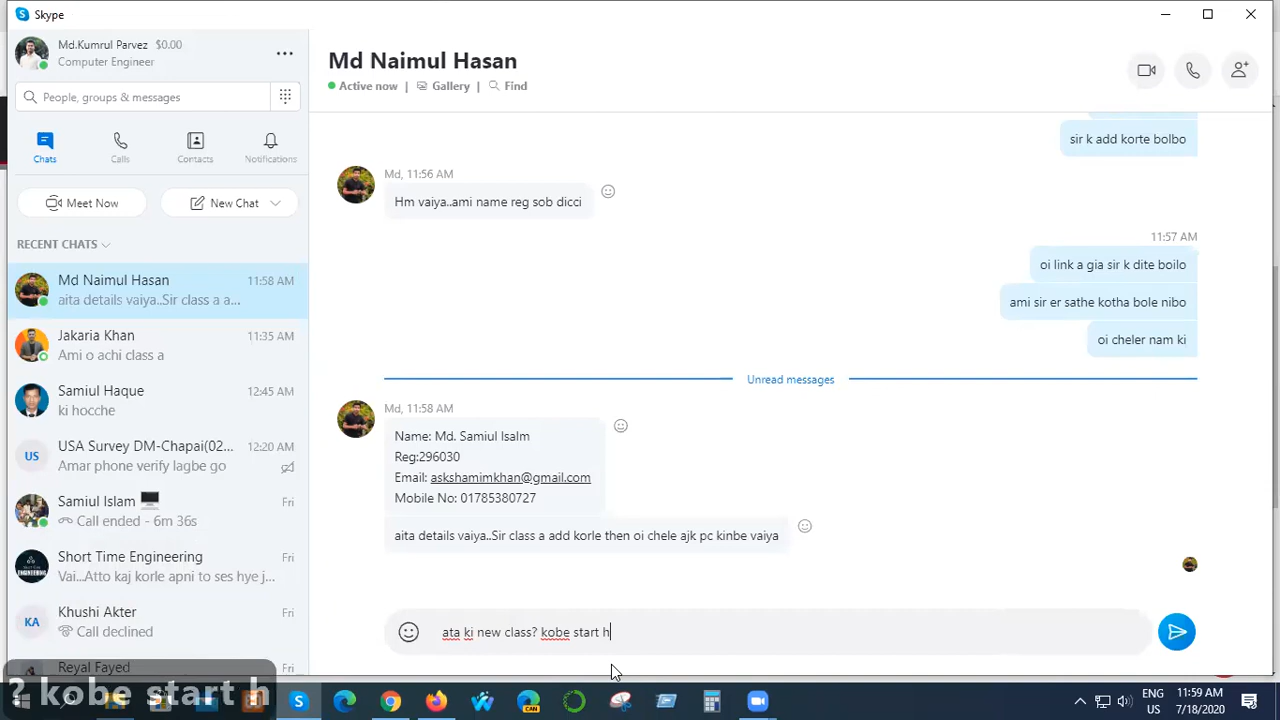 Skype
Md.Kumrul Parvez $0.00
Computer Engineer
People, groups & messages
Chats
Calls
Contacts
Notifications
Meet Now
New Chat
RECENT CHATS
Md Naimul Hasan 11:58 AM
aita details vaiya..Sir class a a...
Jakaria Khan 11:35 AM
Ami o achi class a
Samiul Haque 12:45 AM
ki hocche
US
USA Survey DM-Chapai(02... 12:20 AM
Amar phone verify lagbe go
Samiul Islam Fri
Call ended - 6m 36s
Short Time Engineering Fri
Vai...Atto kaj korle apni to ses hye j...
KA
Khushi Akter Fri
Call declined
Reyal Fayed Fri
Md Naimul Hasan
Active now | Gallery | Find
sir k add korte bolbo
Md, 11:56 AM
Hm vaiya..ami name reg sob dicci
11:57 AM
oi link a gia sir k dite boilo
ami sir er sathe kotha bole nibo
oi cheler nam ki
Unread messages
Md, 11:58 AM
Name: Md. Samiul Isalm
Reg:296030
Email: askshamimkhan@gmail.com
Mobile No: 01785380727
aita details vaiya..Sir class a add korle then oi chele ajk pc kinbe vaiya
ata ki new class? kobe start h
? kobe start h
CAN
ENG
US
11:59 AM
7/18/2020